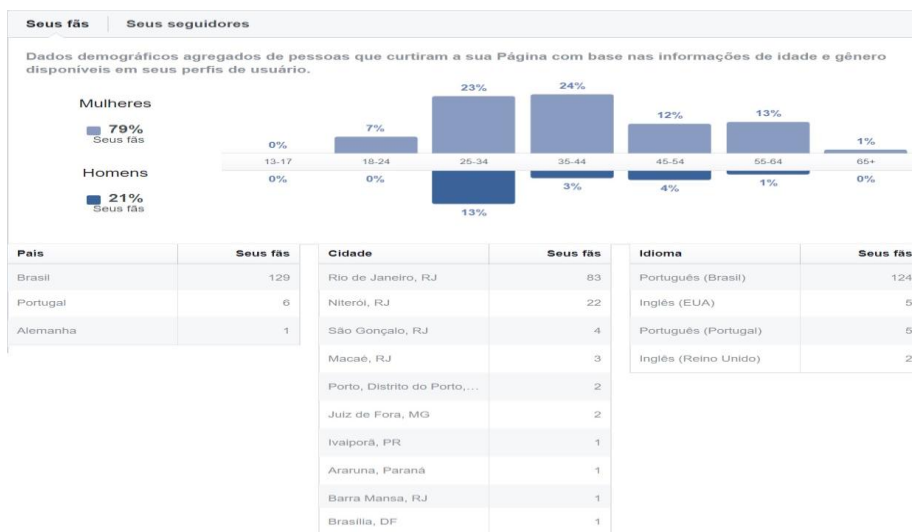 Seus fãs Seus seguidores
Dados demográficos agregados de pessoas que curtiram a sua Página com base nas informações de idade e gênero
disponíveis em seus perfis de usuário.
Mulheres
79%
Seus fãs
0% 7% 23% 24% 12% 13% 1%
13-17 18-24 25-34 35-44 45-54 55-64 65+
Homens
21%
Seus fãs
0% 0% 13% 3% 4% 1% 0%
País Seus fãs
Brasil 129
Portugal 6
Alemanha 1
Cidade Seus fãs
Rio de Janeiro, RJ 83
Niterói, RJ 22
São Gonçalo, RJ 4
Macaé, RJ 3
Porto, Distrito do Porto,... 2
Juiz de Fora, MG 2
Ivaiporã, PR 1
Araruna, Paraná 1
Barra Mansa, RJ 1
Brasília, DF 1
Idioma Seus fãs
Português (Brasil) 124
Inglês (EUA) 5
Português (Portugal) 5
Inglês (Reino Unido) 2